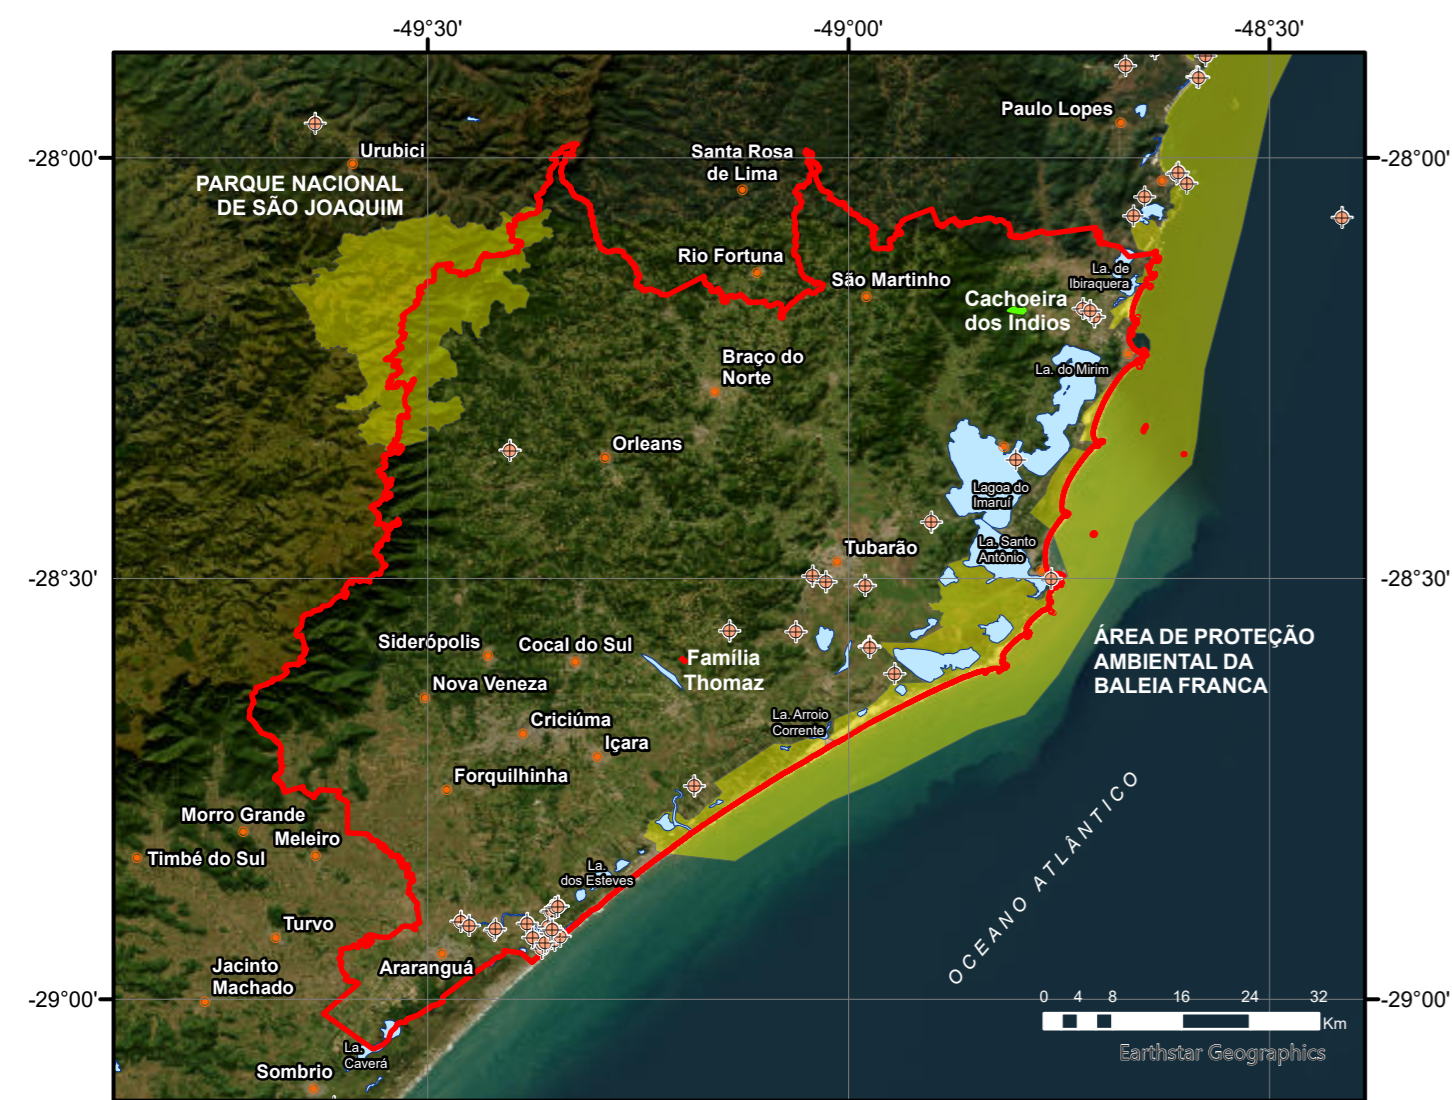 -49°30'
-49°00'
-48°30'
Paulo Lopes
Urubici
-28°00'
-28°00'
Santa Rosa
de Lima
PARQUE NACIONAL
DE SÃO JOAQUIM
Rio Fortuna
São Martinho
La. de
Ibiraquera
Cachoeira
dos Indios
Braço do
Norte
La. do Mirim
Orleans
Lagoa do
Imaruí
La. Santo
Antônio
Tubarão
-28°30'
-28°30'
Siderópolis
Cocal do Sul
Família
Thomaz
ÁREA DE PROTEÇÃO
AMBIENTAL DA
BALEIA FRANCA
Nova Veneza
Criciúma
La. Arroio
Corrente
Içara
Forquilhinha
Morro Grande
Meleiro
Timbé do Sul
La.
dos Esteves
OCEANO ATLÂNTICO
Turvo
Araranguá
Jacinto
Machado
-29°00'
-29°00'
0 4 8 16 24 32
Km
La.
Caverá
Earthstar Geographics
Sombrio